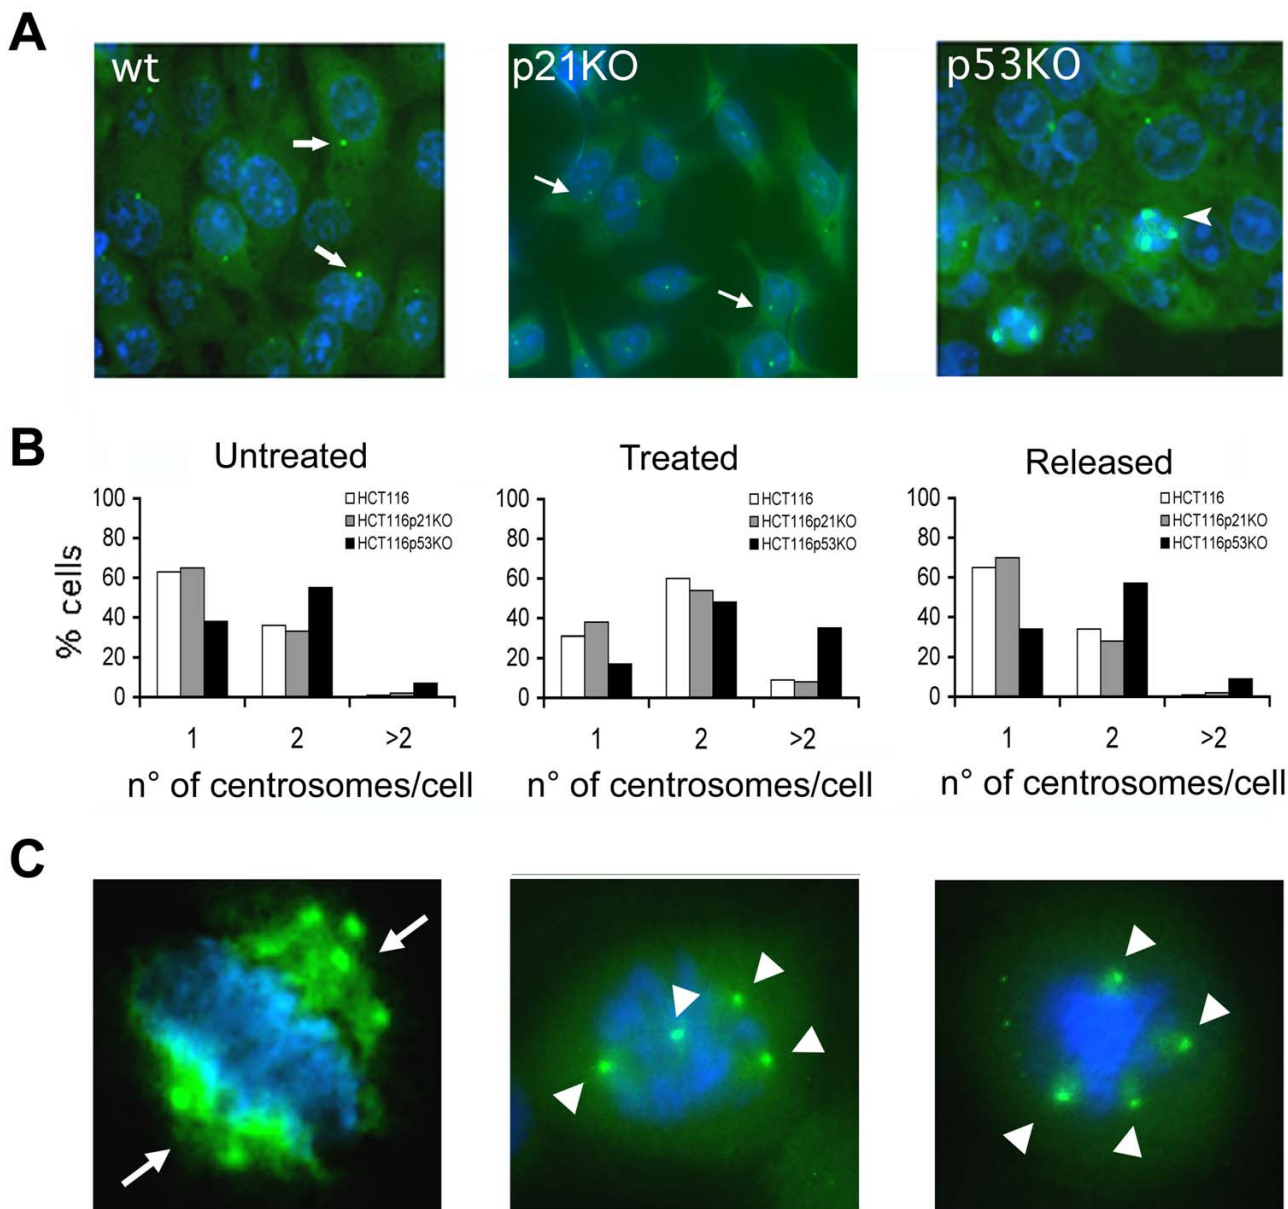 A
wt
p21KO
p53KO
B
Untreated
Treated
Released
% cells
100
80
60
40
20
0
HCT116
HCT116p21KO
HCT116p53KO
1
2
>2
n° of centrosomes/cell
100
80
60
40
20
0
HCT116
HCT116p21KO
HCT116p53KO
1
2
>2
n° of centrosomes/cell
100
80
60
40
20
0
HCT116
HCT116p21KO
HCT116p53KO
1
2
>2
n° of centrosomes/cell
C